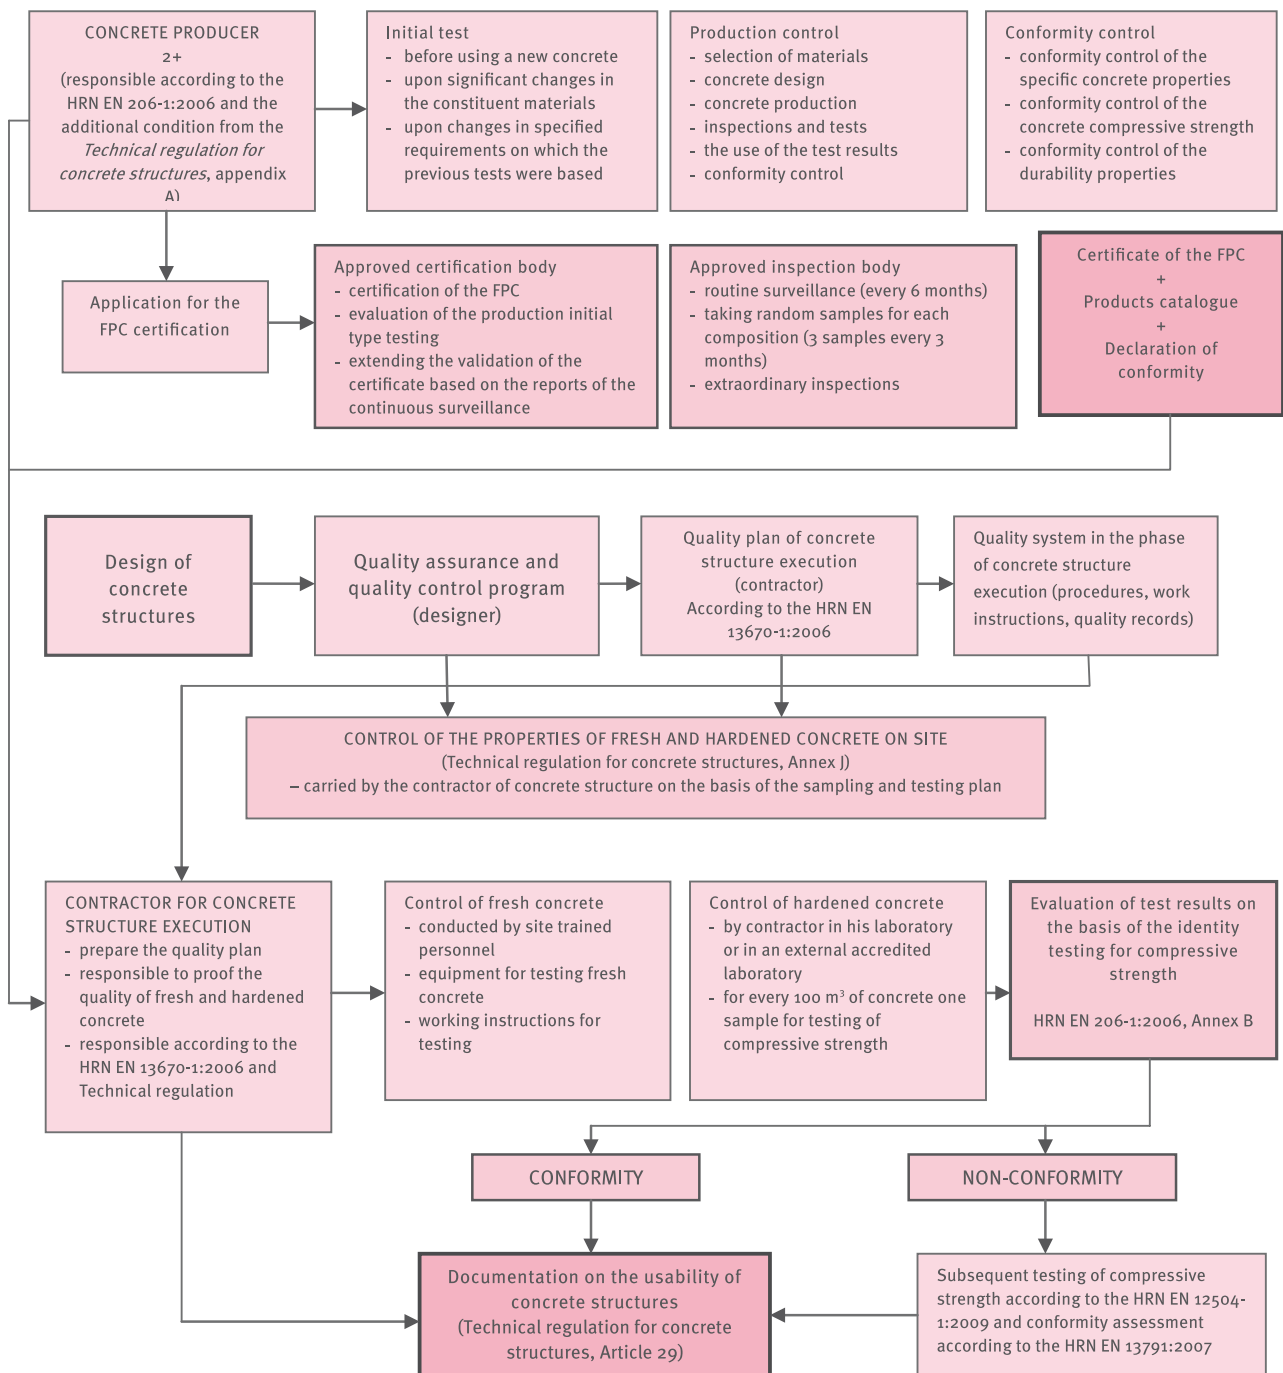 CONCRETE PRODUCER
2+
(responsible according to the
HRN EN 206-1:2006 and the
additional condition from the
Technical regulation for
concrete structures, appendix
A)
Initial test
- before using a new concrete
- upon significant changes in
the constituent materials
- upon changes in specified
requirements on which the
previous tests were based
Production control
- selection of materials
- concrete design
- concrete production
- inspections and tests
- the use of the test results
- conformity control
Conformity control
- conformity control of the
specific concrete properties
- conformity control of the
concrete compressive strength
- conformity control of the
durability properties
Application for the
FPC certification
Approved certification body
- certification of the FPC
- evaluation of the production initial
type testing
- extending the validation of the
certificate based on the reports of the
continuous surveillance
Approved inspection body
- routine surveillance (every 6 months)
- taking random samples for each
composition (3 samples every 3
months)
- extraordinary inspections
Certificate of the FPC
+
Products catalogue
+
Declaration of
conformity
Design of
concrete
structures
Quality assurance and
quality control program
(designer)
Quality plan of concrete
structure execution
(contractor)
According to the HRN EN
13670-1:2006
Quality system in the phase
of concrete structure
execution (procedures, work
instructions, quality records)
CONTROL OF THE PROPERTIES OF FRESH AND HARDENED CONCRETE ON SITE
(Technical regulation for concrete structures, Annex J)
– carried by the contractor of concrete structure on the basis of the sampling and testing plan
CONTRACTOR FOR CONCRETE
STRUCTURE EXECUTION
- prepare the quality plan
- responsible to proof the
quality of fresh and hardened
concrete
- responsible according to the
HRN EN 13670-1:2006 and
Technical regulation
Control of fresh concrete
- conducted by site trained
personnel
- equipment for testing fresh
concrete
- working instructions for
testing
Control of hardened concrete
- by contractor in his laboratory
or in an external accredited
laboratory
- for every 100 m³ of concrete one
sample for testing of
compressive strength
Evaluation of test results on
the basis of the identity
testing for compressive
strength
HRN EN 206-1:2006, Annex B
CONFORMITY
NON-CONFORMITY
Documentation on the usability of
concrete structures
(Technical regulation for concrete
structures, Article 29)
Subsequent testing of compressive
strength according to the HRN EN 12504-
1:2009 and conformity assessment
according to the HRN EN 13791:2007